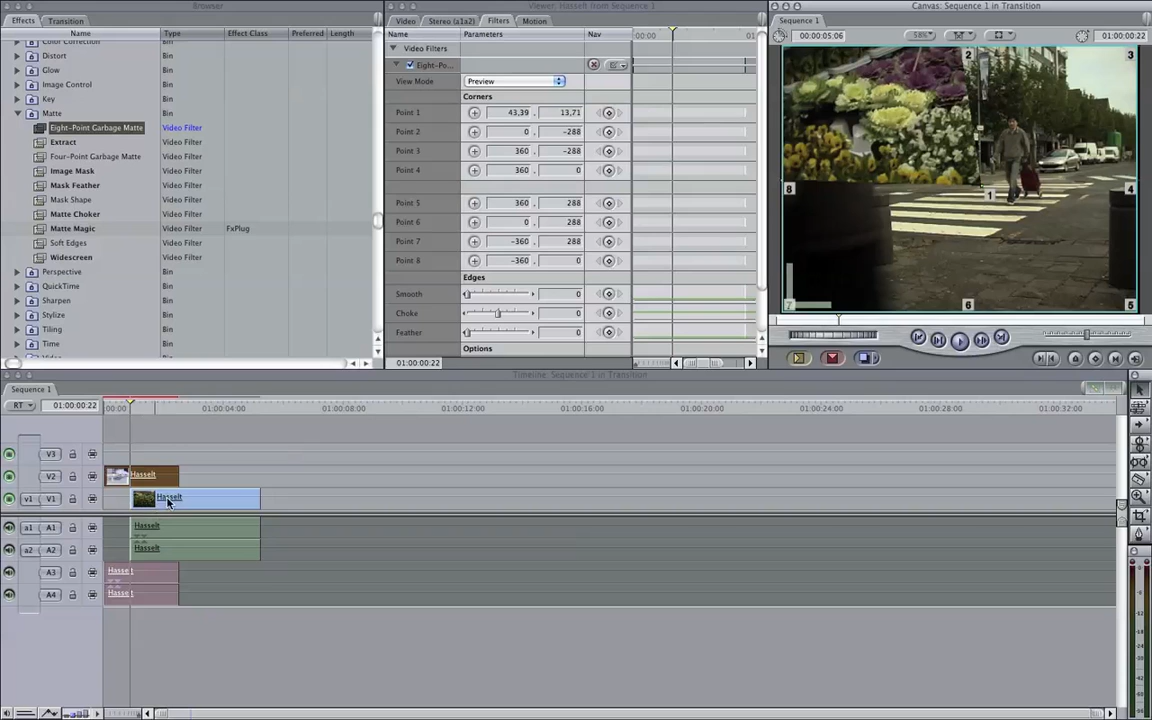 Browser
Effects
Transition
Name
Type
Effect Class
Preferred
Length
Color Correction
Bin
Distort
Bin
Glow
Bin
Image Control
Bin
Key
Bin
Matte
Bin
Eight-Point Garbage Matte
Video Filter
Extract
Video Filter
Four-Point Garbage Matte
Video Filter
Image Mask
Video Filter
Mask Feather
Video Filter
Mask Shape
Video Filter
Matte Choker
Video Filter
Matte Magic
Video Filter
FxPlug
Soft Edges
Video Filter
Widescreen
Video Filter
Perspective
Bin
QuickTime
Bin
Sharpen
Bin
Stylize
Bin
Tiling
Bin
Time
Bin
Viewer: Hasselt from Sequence 1
Video
Stereo (a1a2)
Filters
Motion
Name
Parameters
Nav
00:00
01
Video Filters
Eight-Po...
View Mode
Preview
Corners
Point 1
43,39 , 13,71
Point 2
0 , -288
Point 3
360 , -288
Point 4
360 , 0
Point 5
360 , 288
Point 6
0 , 288
Point 7
-360 , 288
Point 8
-360 , 0
Edges
Smooth
0
Choke
0
Feather
0
Options
01:00:00:22
Canvas: Sequence 1 in Transition
Sequence 1
00:00:05:06
58%
01:00:00:22
2
3
8
1
4
7
6
5
Timeline: Sequence 1 in Transition
Sequence 1
RT
01:00:00:22
00:00
01:00:04:00
01:00:08:00
01:00:12:00
01:00:16:00
01:00:20:00
01:00:24:00
01:00:28:00
01:00:32:00
V3
V2
Hasselt
v1
V1
Hasselt
a1
A1
Hasselt
a2
A2
Hasselt
A3
Hasselt
A4
Hasselt